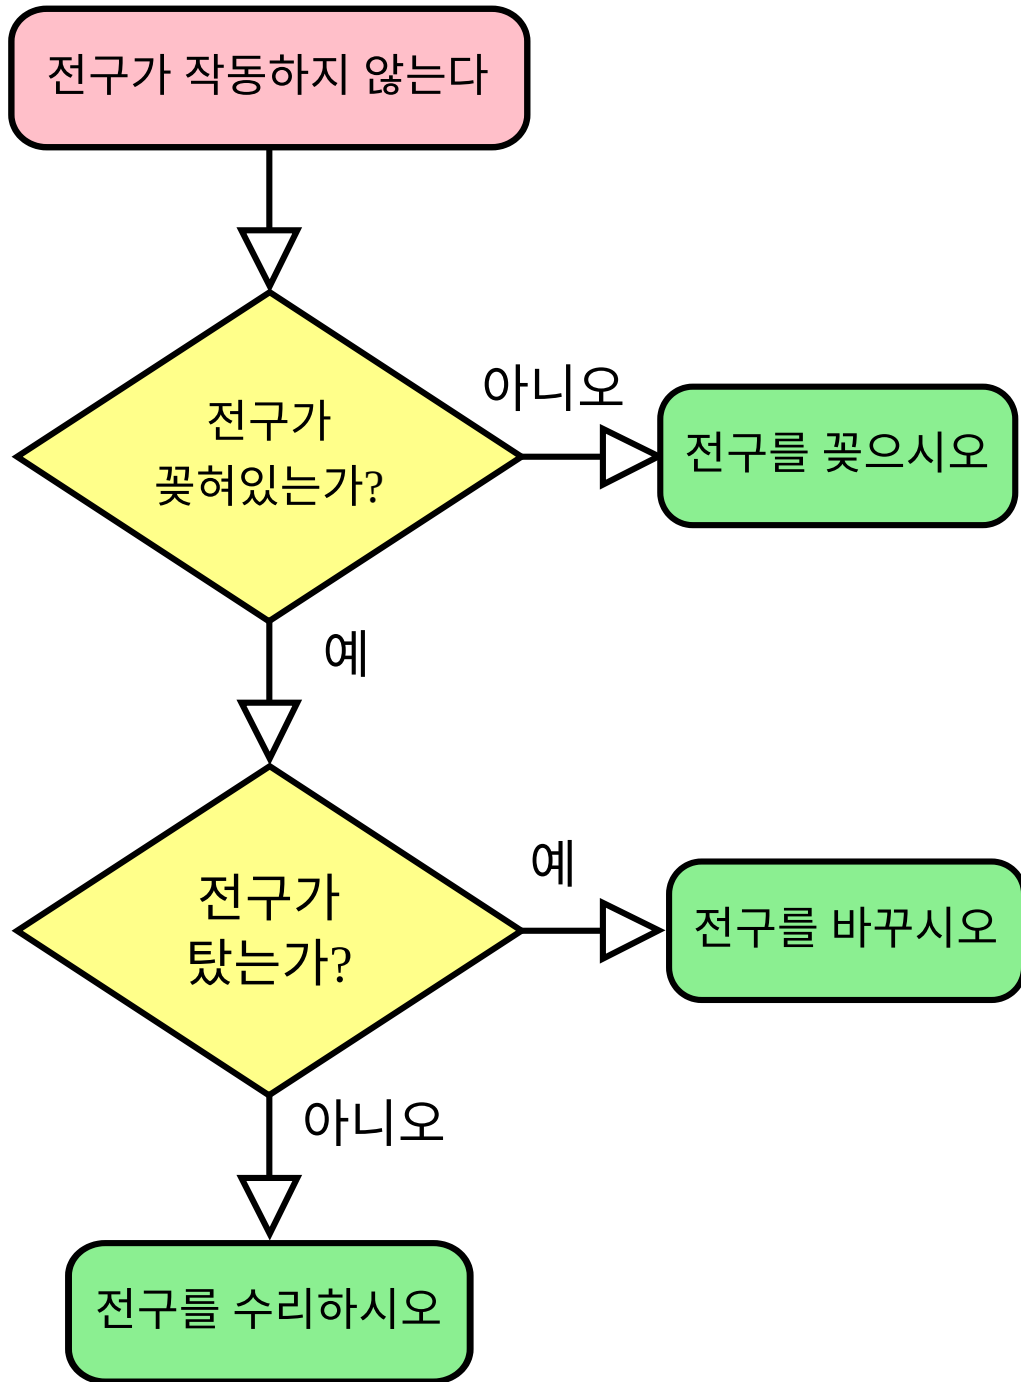 전구가 작동하지 않는다
전구가
꽂혀있는가?
아니오
전구를 꽂으시오
예
전구가
탔는가?
예
전구를 바꾸시오
아니오
전구를 수리하시오